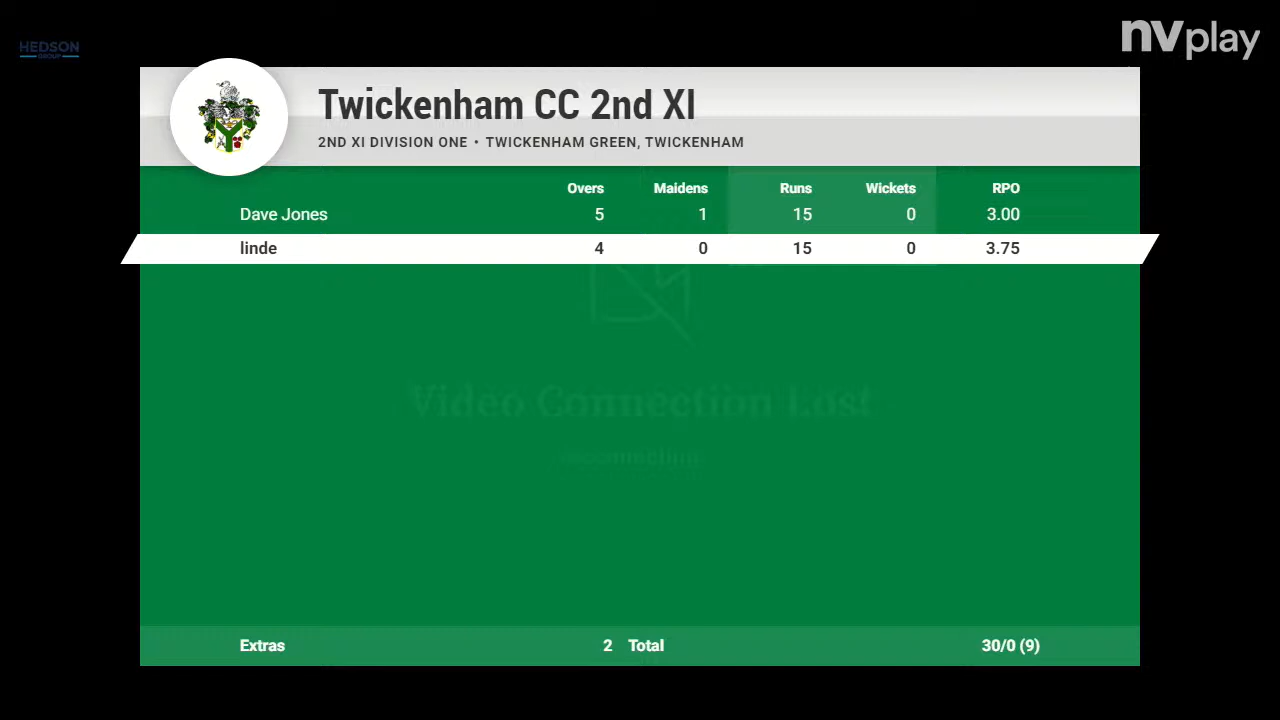 HEDSON
GROUP
nvplay
Twickenham CC 2nd XI
2ND XI DIVISION ONE • TWICKENHAM GREEN, TWICKENHAM
Overs Maidens Runs Wickets RPO
Dave Jones 5 1 15 0 3.00
linde 4 0 15 0 3.75
Video Connection Lost
Extras 2 Total 30/0 (9)